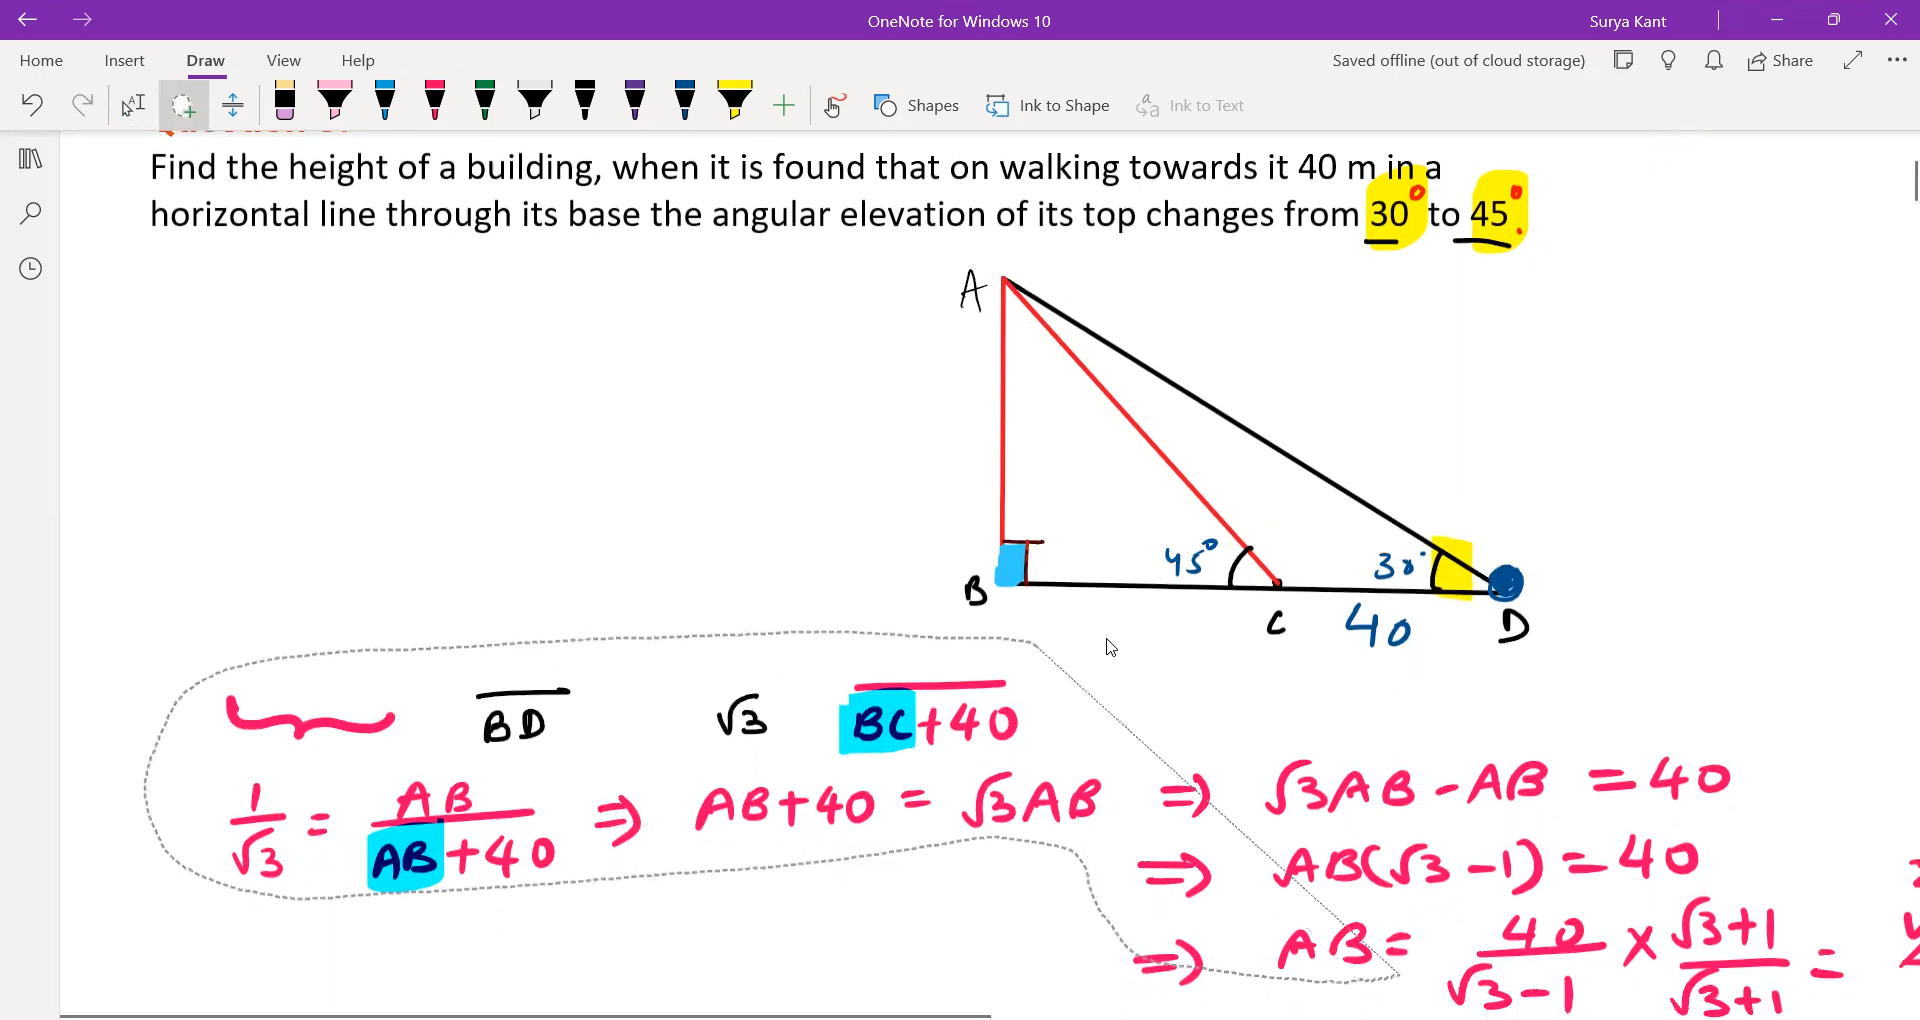 OneNote for Windows 10
Surya Kant
Home Insert Draw View Help
Saved offline (out of cloud storage)
Share
Shapes
Ink to Shape
Ink to Text
Find the height of a building, when it is found that on walking towards it 40 m in a
horizontal line through its base the angular elevation of its top changes from 30° to 45°.
A
45° 30°
B
C 40 D
BD √3 BC+40
1/√3 = AB/AB+40 ⇒ AB+40 = √3AB ⇒ √3AB - AB = 40
⇒ AB(√3 -1) = 40
⇒ AB = 40/√3-1 × √3+1/√3+1 =